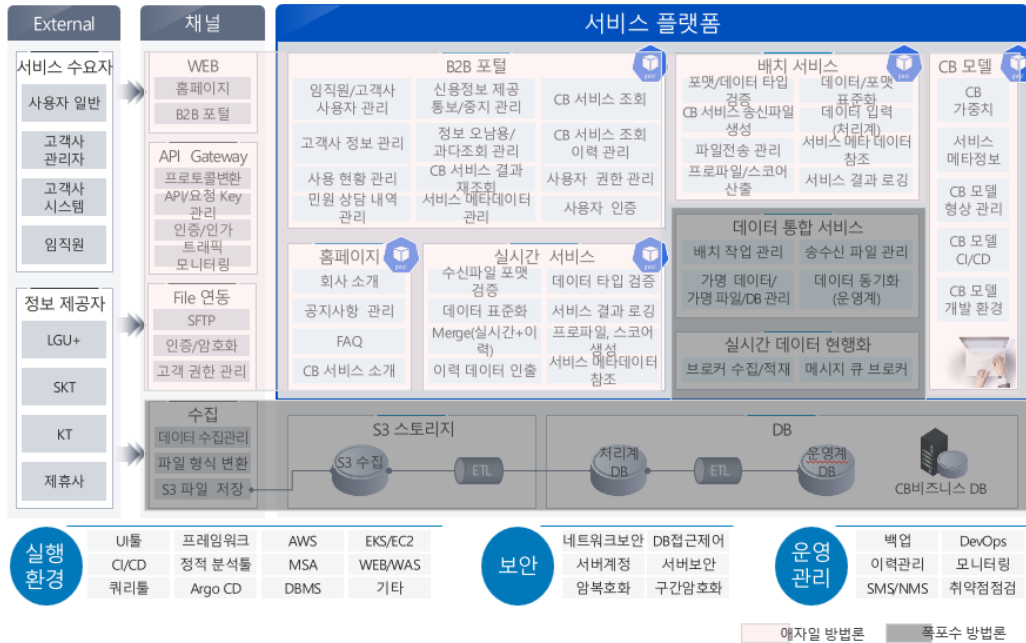 External
채널
서비스 플랫폼
서비스 수요자
사용자 일반
고객사
관리자
고객사
시스템
임직원
정보 제공자
LGU+
SKT
KT
제휴사
WEB
홈페이지
B2B 포털
API Gateway
프로토콜변환
API/요청 Key
관리
인증/인가
트래픽
모니터링
File 연동
SFTP
인증/암호화
고객 권한 관리
수집
데이터 수집관리
파일 형식 변환
S3 파일 저장
B2B 포털
임직원/고객사
사용자 관리
신용정보 제공
통보/중지 관리
CB 서비스 조회
고객사 정보 관리
정보 오남용/
과다조회 관리
CB 서비스 조회
이력 관리
사용 현황 관리
CB 서비스 결과
재조회
사용자 권한 관리
민원 상담 내역
관리
서비스 메타데이터
관리
사용자 인증
홈페이지
회사 소개
공지사항 관리
FAQ
CB 서비스 소개
실시간 서비스
수신파일 포맷
검증
데이터 타입 검증
데이터 표준화
서비스 결과 로깅
Merge(실시간+이
력)
프로파일, 스코어
생성
이력 데이터 인출
서비스 메타데이터
참조
배치 서비스
포맷/데이터 타입
검증
데이터/포맷
표준화
CB 서비스 송신파일
생성
데이터 입력
(처리계)
파일전송 관리
서비스 메타 데이터
참조
프로파일/스코어
산출
서비스 결과 로깅
데이터 통합 서비스
배치 작업 관리
송수신 파일 관리
가명 데이터/
가명 파일/DB 관리
데이터 동기화
(운영계)
실시간 데이터 현행화
브로커 수집/적재
메시지 큐 브로커
CB 모델
CB
가중치
서비스
메타정보
CB 모델
형상 관리
CB 모델
CI/CD
CB 모델
개발 환경
S3 스토리지
S3 수집
ETL
DB
처리계
DB
ETL
운영계
DB
CB비즈니스 DB
실행
환경
UI툴
프레임워크
AWS
EKS/EC2
CI/CD
정적 분석툴
MSA
WEB/WAS
쿼리툴
Argo CD
DBMS
기타
보안
네트워크보안
DB접근제어
서버계정
서버보안
암복호화
구간암호화
운영
관리
백업
DevOps
이력관리
모니터링
SMS/NMS
취약점점검
애자일 방법론
폭포수 방법론